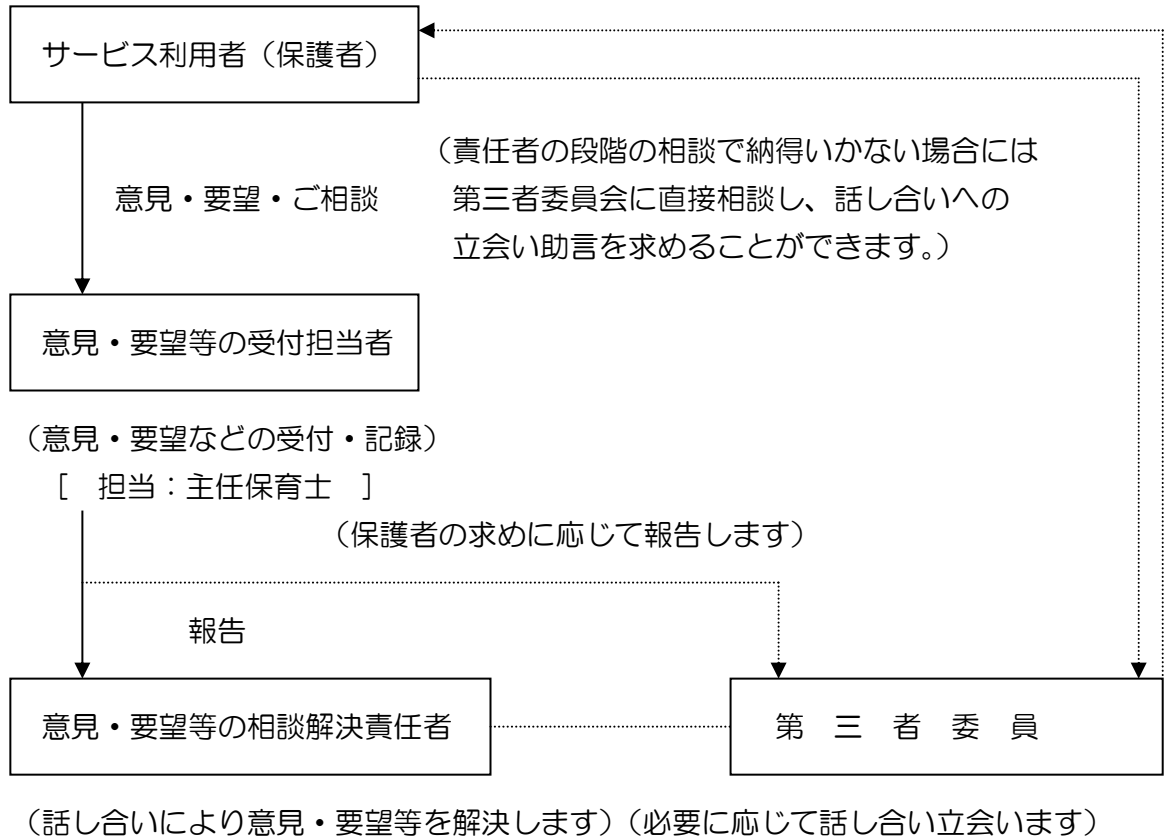 サービス利用者（保護者）
（責任者の段階の相談で納得いかない場合には
意見・要望・ご相談
第三者委員会に直接相談し、話し合いへの
立会い助言を求めることができます。）
意見・要望等の受付担当者
（意見・要望などの受付・記録）
［　担当：主任保育士　］
（保護者の求めに応じて報告します）
報告
意見・要望等の相談解決責任者
第　三　者　委　員
（話し合いにより意見・要望等を解決します）（必要に応じて話し合い立会います）